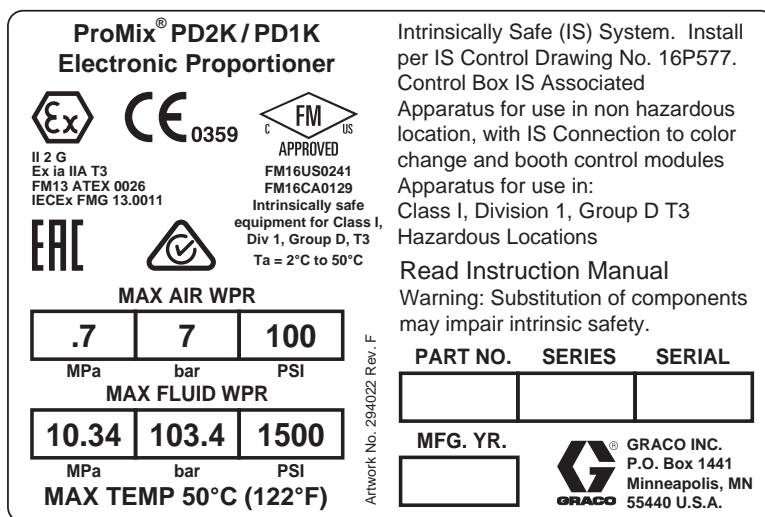 ProMix® PD2K / PD1K
Electronic Proportioner
Ex
CE 0359
FM
C US
APPROVED
II 2 G
Ex ia IIA T3
FM13 ATEX 0026
IECEx FMG 13.0011
FM16US0241
FM16CA0129
Intrinsically safe
equipment for Class I,
Div 1, Group D, T3
Ta = 2°C to 50°C
EAC
MAX AIR WPR
.7 7 100
MPa bar PSI
MAX FLUID WPR
10.34 103.4 1500
MPa bar PSI
MAX TEMP 50°C (122°F)
Artwork No. 294022 Rev. F
Intrinsically Safe (IS) System. Install
per IS Control Drawing No. 16P577.
Control Box IS Associated
Apparatus for use in non hazardous
location, with IS Connection to color
change and booth control modules
Apparatus for use in:
Class I, Division 1, Group D T3
Hazardous Locations
Read Instruction Manual
Warning: Substitution of components
may impair intrinsic safety.
PART NO. SERIES SERIAL
MFG. YR.
G ®
GRACO
GRACO INC.
P.O. Box 1441
Minneapolis, MN
55440 U.S.A.